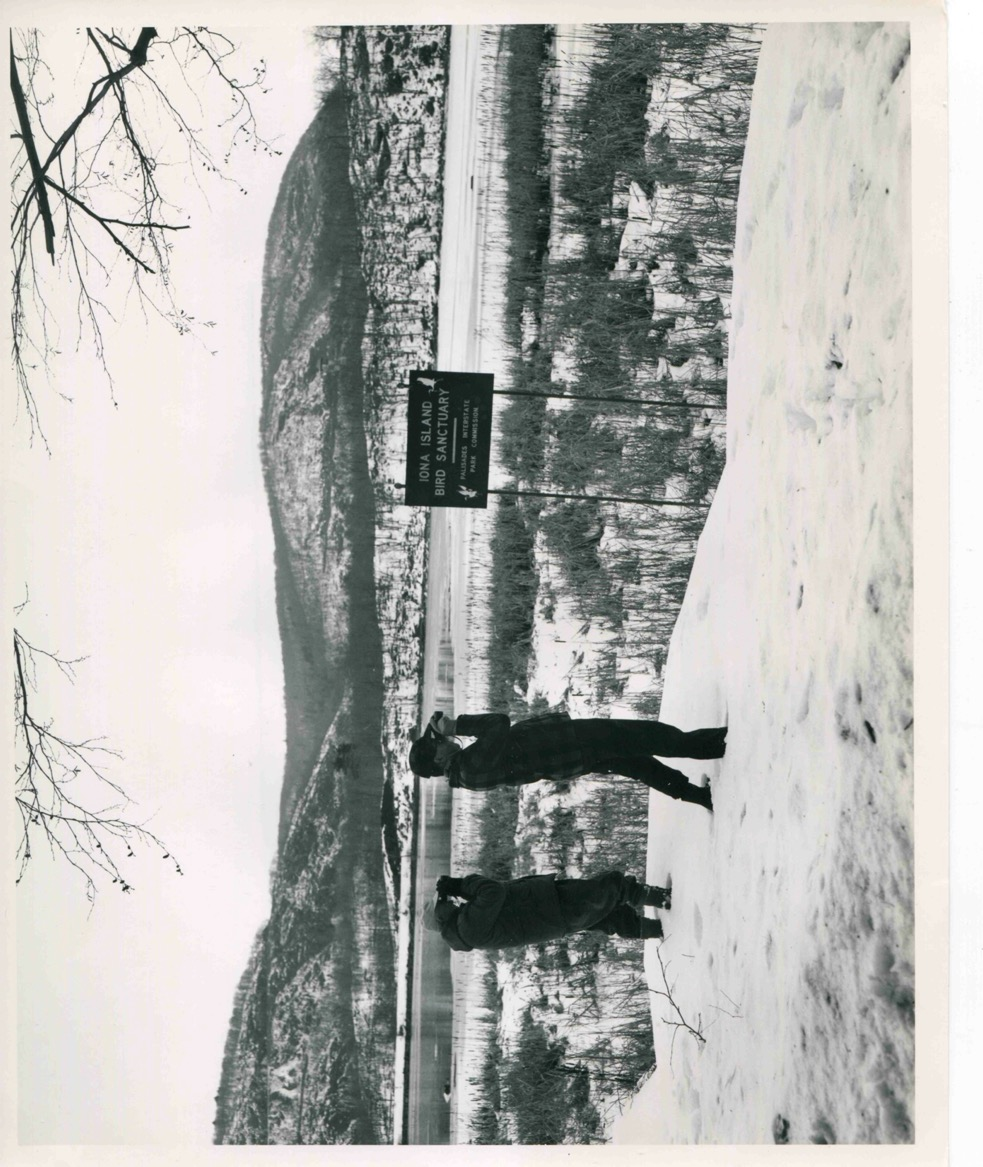 IONA ISLAND
BIRD SANCTUARY
PALISADES INTERSTATE
PARK COMMISSION